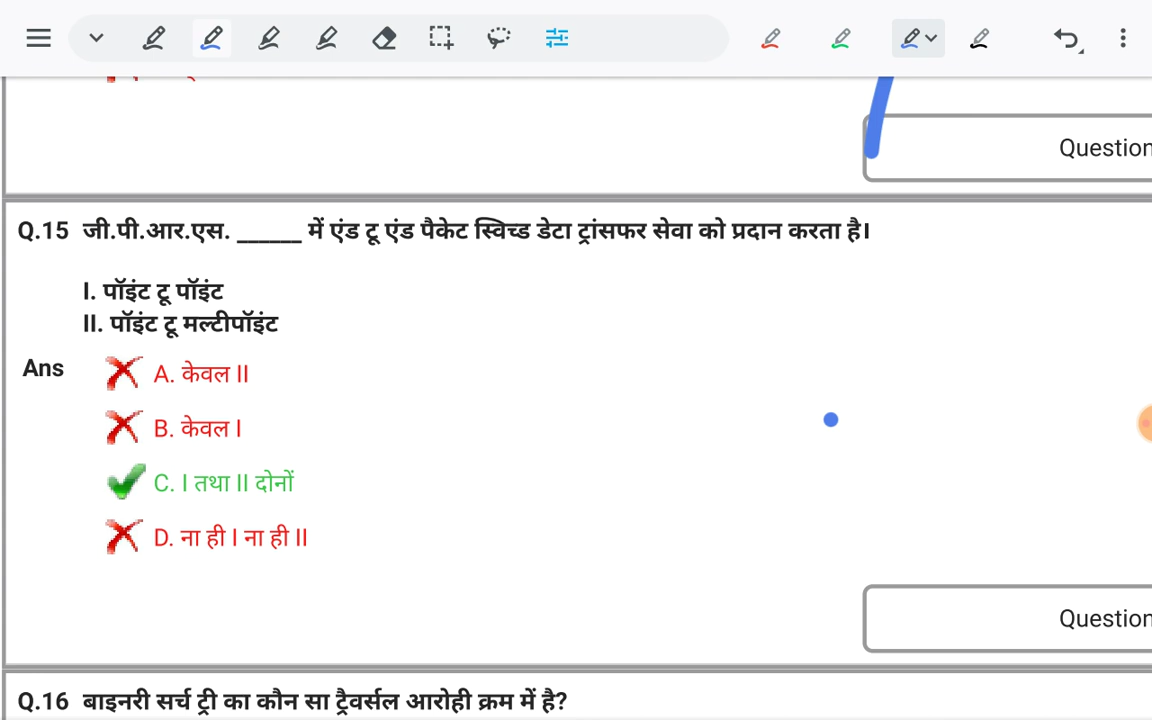 Question
Q.15 जी.पी.आर.एस. ______ में एंड टू एंड पैकेट स्विच्ड डेटा ट्रांसफर सेवा को प्रदान करता है।
I. पॉइंट टू पॉइंट
II. पॉइंट टू मल्टीपॉइंट
Ans
A. केवल II
B. केवल I
C. I तथा II दोनों
D. ना ही I ना ही II
Question
Q.16 बाइनरी सर्च ट्री का कौन सा ट्रैवर्सल आरोही क्रम में है?